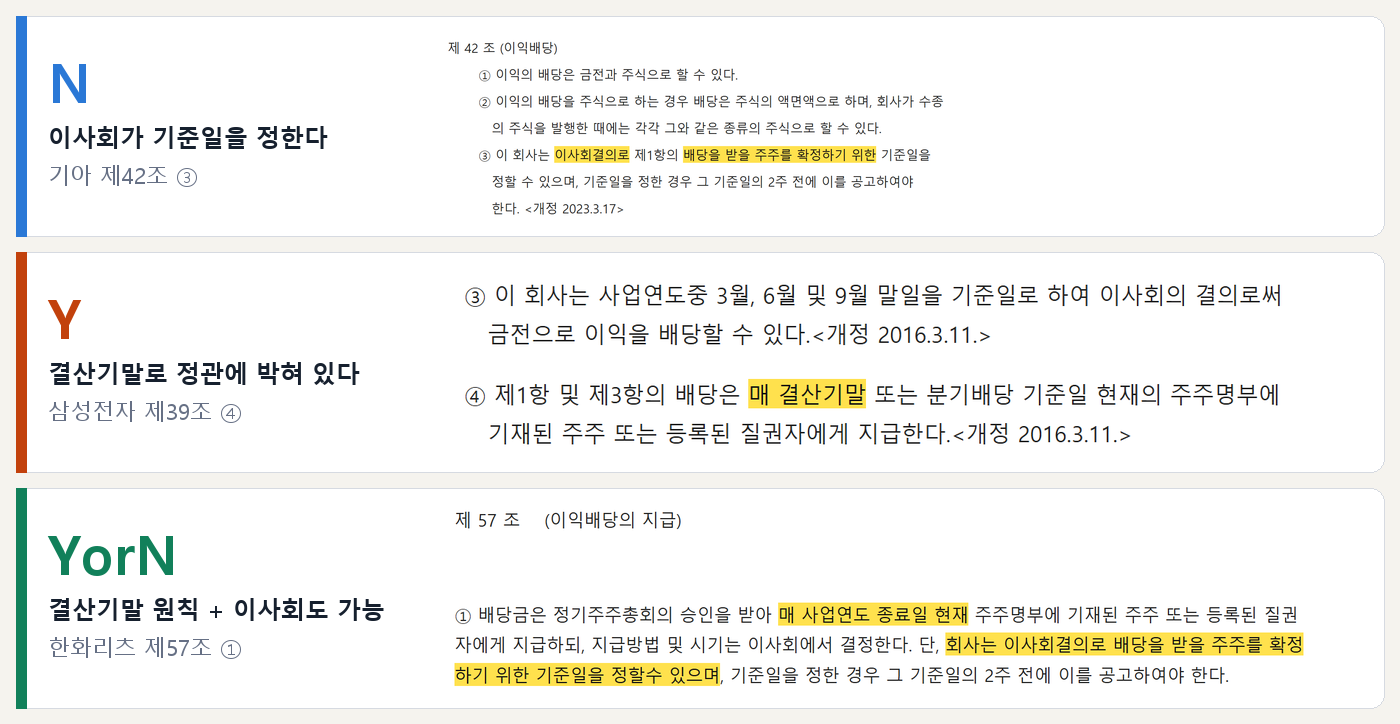 N
이사회가 기준일을 정한다
기아 제42조 ③
제 42 조 (이익배당)
① 이익의 배당은 금전과 주식으로 할 수 있다.
② 이익의 배당을 주식으로 하는 경우 배당은 주식의 액면액으로 하며, 회사가 수종
의 주식을 발행한 때에는 각각 그와 같은 종류의 주식으로 할 수 있다.
③ 이 회사는 이사회결의로 제1항의 배당을 받을 주주를 확정하기 위한 기준일을
정할 수 있으며, 기준일을 정한 경우 그 기준일의 2주 전에 이를 공고하여야
한다. <개정 2023.3.17>
Y
결산기말로 정관에 박혀 있다
삼성전자 제39조 ④
③ 이 회사는 사업연도중 3월, 6월 및 9월 말일을 기준일로 하여 이사회의 결의로써
금전으로 이익을 배당할 수 있다.<개정 2016.3.11.>
④ 제1항 및 제3항의 배당은 매 결산기말 또는 분기배당 기준일 현재의 주주명부에
기재된 주주 또는 등록된 질권자에게 지급한다.<개정 2016.3.11.>
YorN
결산기말 원칙 + 이사회도 가능
한화리츠 제57조 ①
제 57 조 (이익배당의 지급)
① 배당금은 정기주주총회의 승인을 받아 매 사업연도 종료일 현재 주주명부에 기재된 주주 또는 등록된 질권
자에게 지급하되, 지급방법 및 시기는 이사회에서 결정한다. 단, 회사는 이사회결의로 배당을 받을 주주를 확정
하기 위한 기준일을 정할수 있으며, 기준일을 정한 경우 그 기준일의 2주 전에 이를 공고하여야 한다.